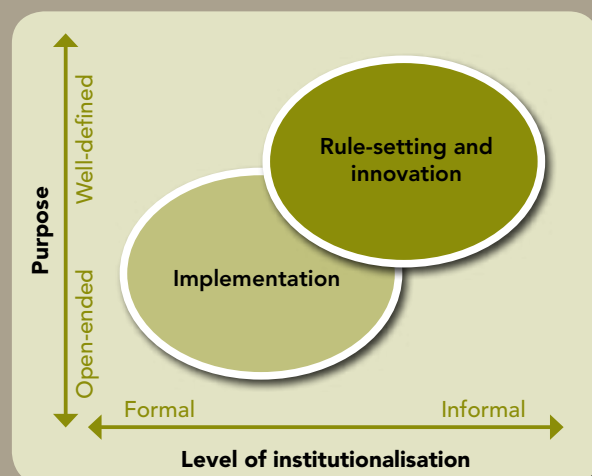 Purpose
Well-defined
Open-ended
Rule-setting and
innovation
Implementation
Formal
Informal
Level of institutionalisation